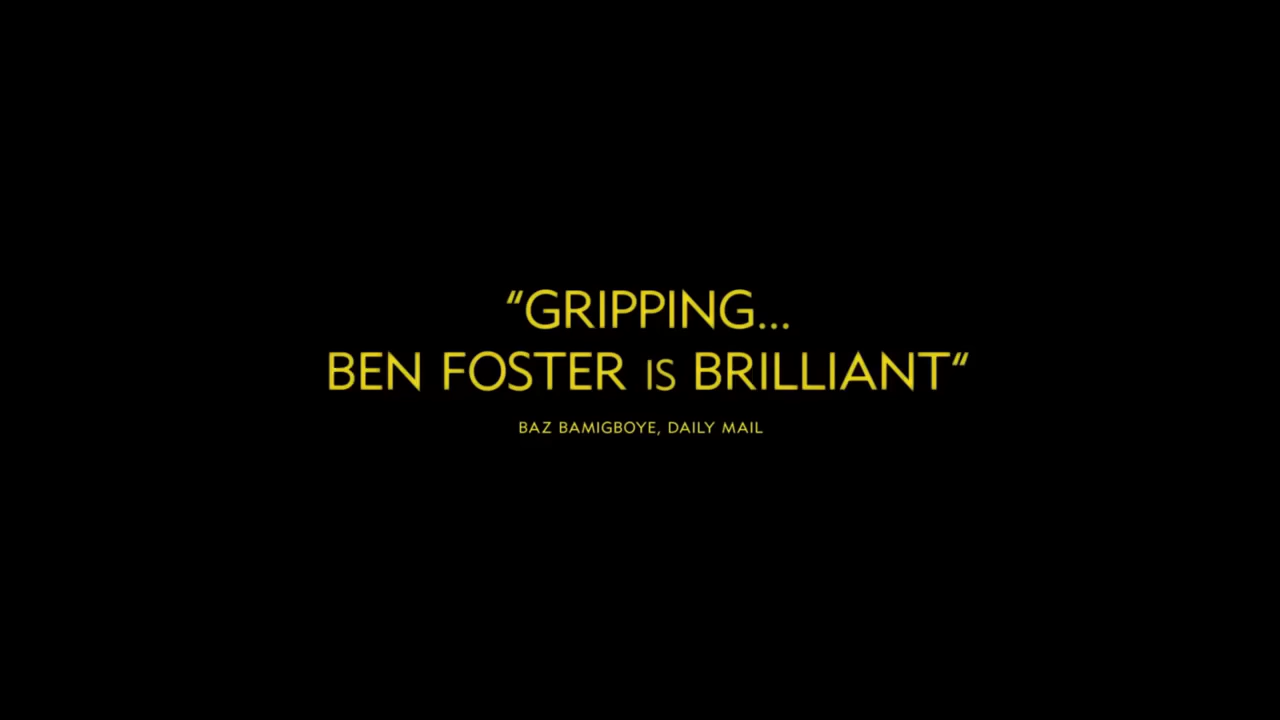 “GRIPPING...
BEN FOSTER IS BRILLIANT“
BAZ BAMIGBOYE, DAILY MAIL